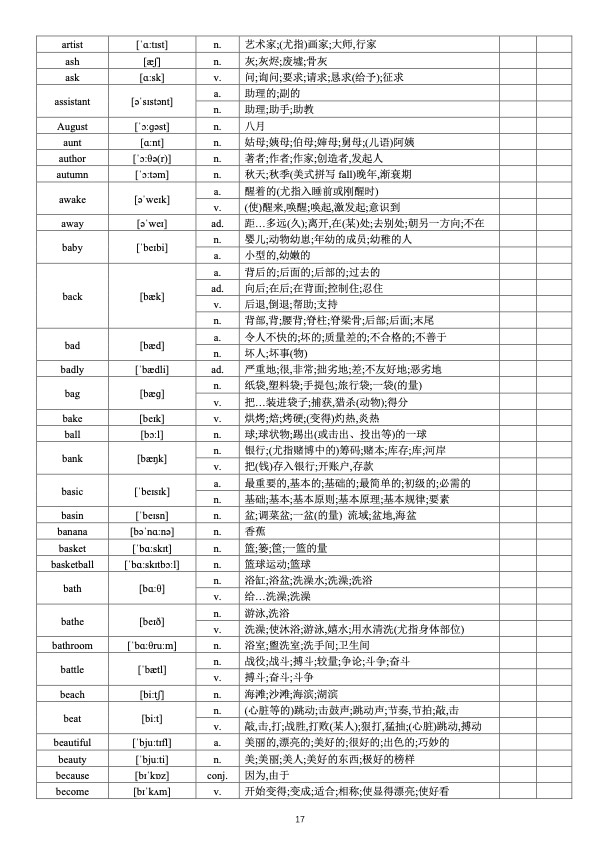 artist [ˈɑːtɪst] n. 艺术家;(尤指)画家;大师,行家
ash [æʃ] n. 灰;灰烬;废墟;骨灰
ask [ɑːsk] v. 问;询问;要求;请求;恳求(给予);征求
assistant [əˈsɪstənt] a. 助理的;副的
n. 助理;助手;助教
August [ˈɔːɡəst] n. 八月
aunt [ɑːnt] n. 姑母;姨母;伯母;婶母;舅母;(儿语)阿姨
author [ˈɔːθə(r)] n. 著者;作者;作家;创造者,发起人
autumn [ˈɔːtəm] n. 秋天;秋季(美式拼写 fall)晚年,渐衰期
awake [əˈweɪk] a. 醒着的(尤指入睡前或刚醒时)
v. (使)醒来,唤醒;唤起,激发起;意识到
away [əˈweɪ] ad. 距…多远(久);离开,在(某)处;去别处;朝另一方向;不在
baby [ˈbeɪbi] n. 婴儿;动物幼崽;年幼的成员;幼稚的人
a. 小型的,幼嫩的
back [bæk] a. 背后的;后面的;后部的;过去的
ad. 向后;在后;在背面;控制住;忍住
v. 后退,倒退;帮助;支持
n. 背部,背;腰背;脊柱;脊梁骨;后部;后面;末尾
bad [bæd] a. 令人不快的;坏的;质量差的;不合格的;不善于
n. 坏人;坏事(物)
badly [ˈbædli] ad. 严重地;很,非常;拙劣地;差;不友好地;恶劣地
bag [bæɡ] n. 纸袋,塑料袋;手提包;旅行袋;一袋(的量)
v. 把…装进袋子;捕获,猎杀(动物);得分
bake [beɪk] v. 烘烤;焙;烤硬;(变得)灼热,炎热
ball [bɔːl] n. 球;球状物;踢出(或击出、投出等)的一球
bank [bæŋk] n. 银行;(尤指赌博中的)筹码;赌本;库存;库;河岸
v. 把(钱)存入银行;开账户,存款
basic [ˈbeɪsɪk] a. 最重要的,基本的;基础的;最简单的;初级的;必需的
n. 基础;基本;基本原则;基本原理;基本规律;要素
basin [ˈbeɪsn] n. 盆;调菜盆;一盆(的量) 流域;盆地,海盆
banana [bəˈnɑːnə] n. 香蕉
basket [ˈbɑːskɪt] n. 篮;篓;筐;一篮的量
basketball [ˈbɑːskɪtbɔːl] n. 篮球运动;篮球
bath [bɑːθ] n. 浴缸;浴盆;洗澡水;洗澡;洗浴
v. 给…洗澡;洗澡
bathe [beɪð] n. 游泳,洗浴
v. 洗澡;使沐浴;游泳,嬉水;用水清洗(尤指身体部位)
bathroom [ˈbɑːθruːm] n. 浴室;盥洗室;洗手间;卫生间
battle [ˈbætl] n. 战役;战斗;搏斗;较量;争论;斗争;奋斗
v. 搏斗;奋斗;斗争
beach [biːtʃ] n. 海滩;沙滩;海滨;湖滨
beat [biːt] n. (心脏等的)跳动;击鼓声;跳动声;节奏,节拍;敲,击
v. 敲,击,打;战胜,打败(某人);狠打,猛抽;(心脏)跳动,搏动
beautiful [ˈbjuːtɪfl] a. 美丽的,漂亮的;美好的;很好的;出色的;巧妙的
beauty [ˈbjuːti] n. 美;美丽;美人;美好的东西;极好的榜样
because [bɪˈkɒz] conj. 因为,由于
become [bɪˈkʌm] v. 开始变得;变成;适合;相称;使显得漂亮;使好看
17